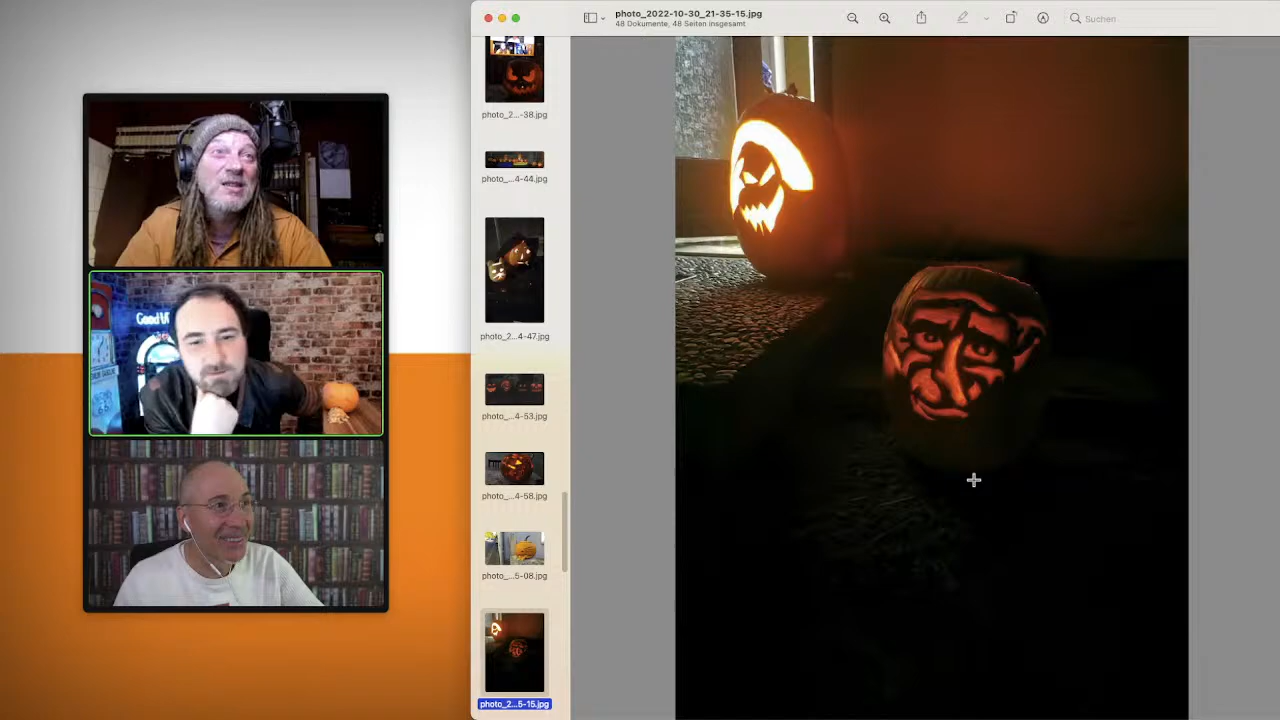 photo_2022-10-30_21-35-15.jpg
48 Dokumente, 48 Seiten insgesamt
Suchen
photo_2...-38.jpg
photo_...4-44.jpg
photo_2...4-47.jpg
photo_...4-53.jpg
photo_...4-58.jpg
photo_...5-08.jpg
photo_2...5-15.jpg
Good